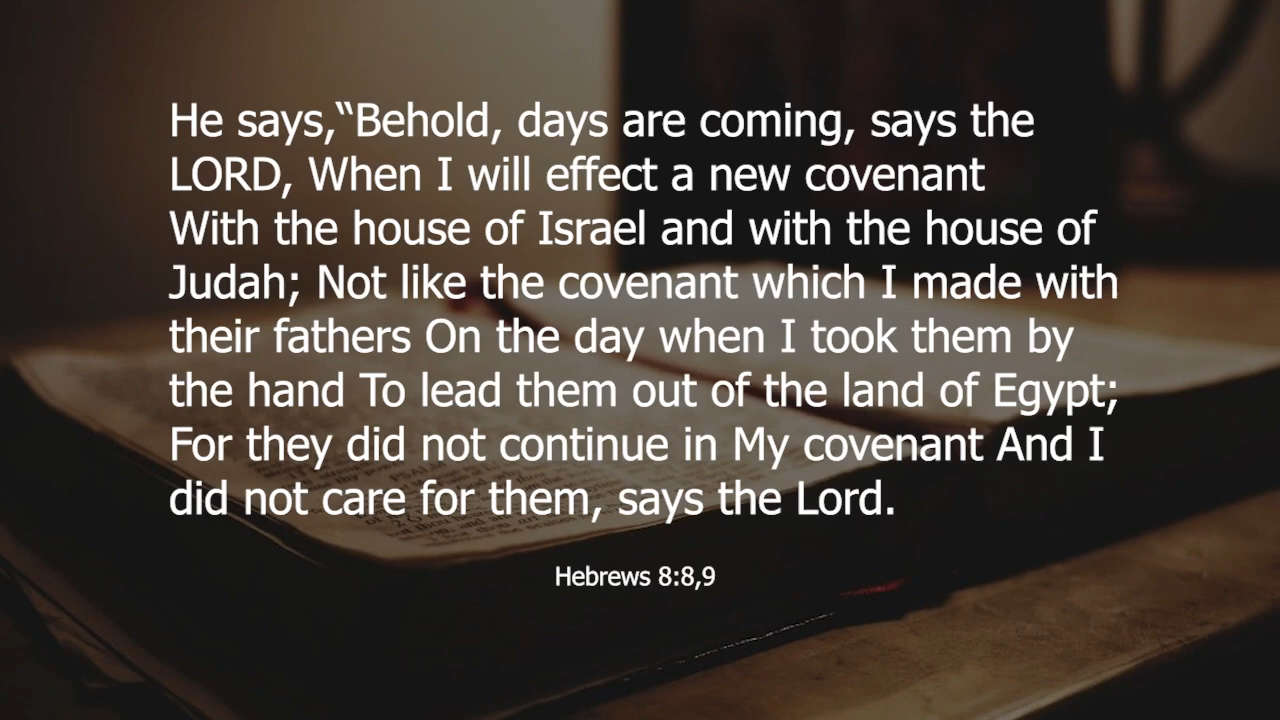 He says,“Behold, days are coming, says the
LORD, When I will effect a new covenant
With the house of Israel and with the house of
Judah; Not like the covenant which I made with
their fathers On the day when I took them by
the hand To lead them out of the land of Egypt;
For they did not continue in My covenant And I
did not care for them, says the Lord.
Hebrews 8:8,9